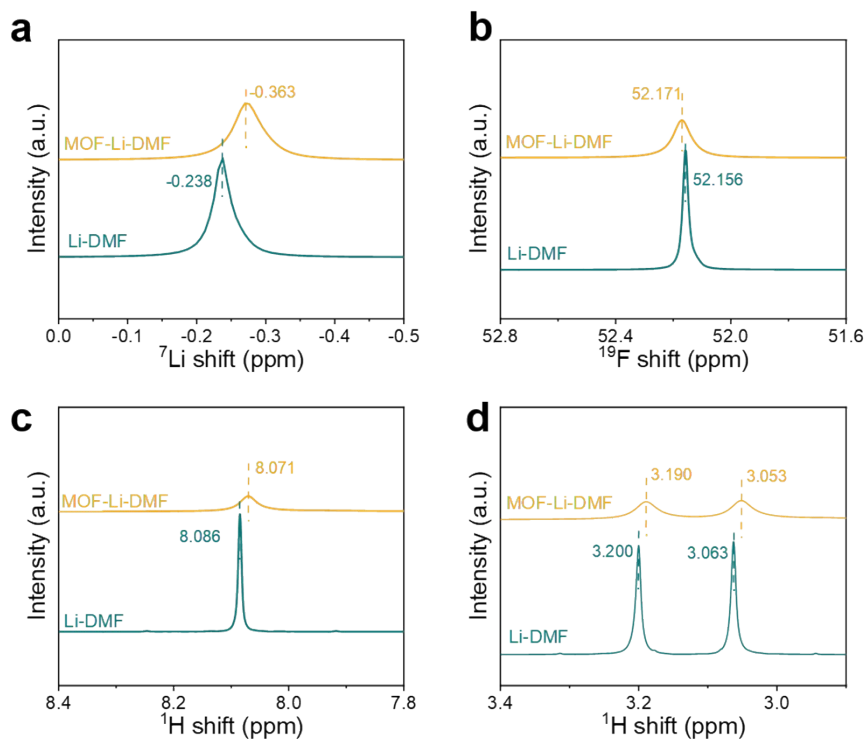 a
-0.363
MOF-Li-DMF
-0.238
Li-DMF
Intensity (a.u.)
0.0 -0.1 -0.2 -0.3 -0.4 -0.5
⁷Li shift (ppm)
b
52.171
MOF-Li-DMF
52.156
Li-DMF
Intensity (a.u.)
52.8 52.4 52.0 51.6
¹⁹F shift (ppm)
c
8.071
MOF-Li-DMF
8.086
Li-DMF
Intensity (a.u.)
8.4 8.2 8.0 7.8
¹H shift (ppm)
d
3.190 3.053
MOF-Li-DMF
3.200 3.063
Li-DMF
Intensity (a.u.)
3.4 3.2 3.0
¹H shift (ppm)